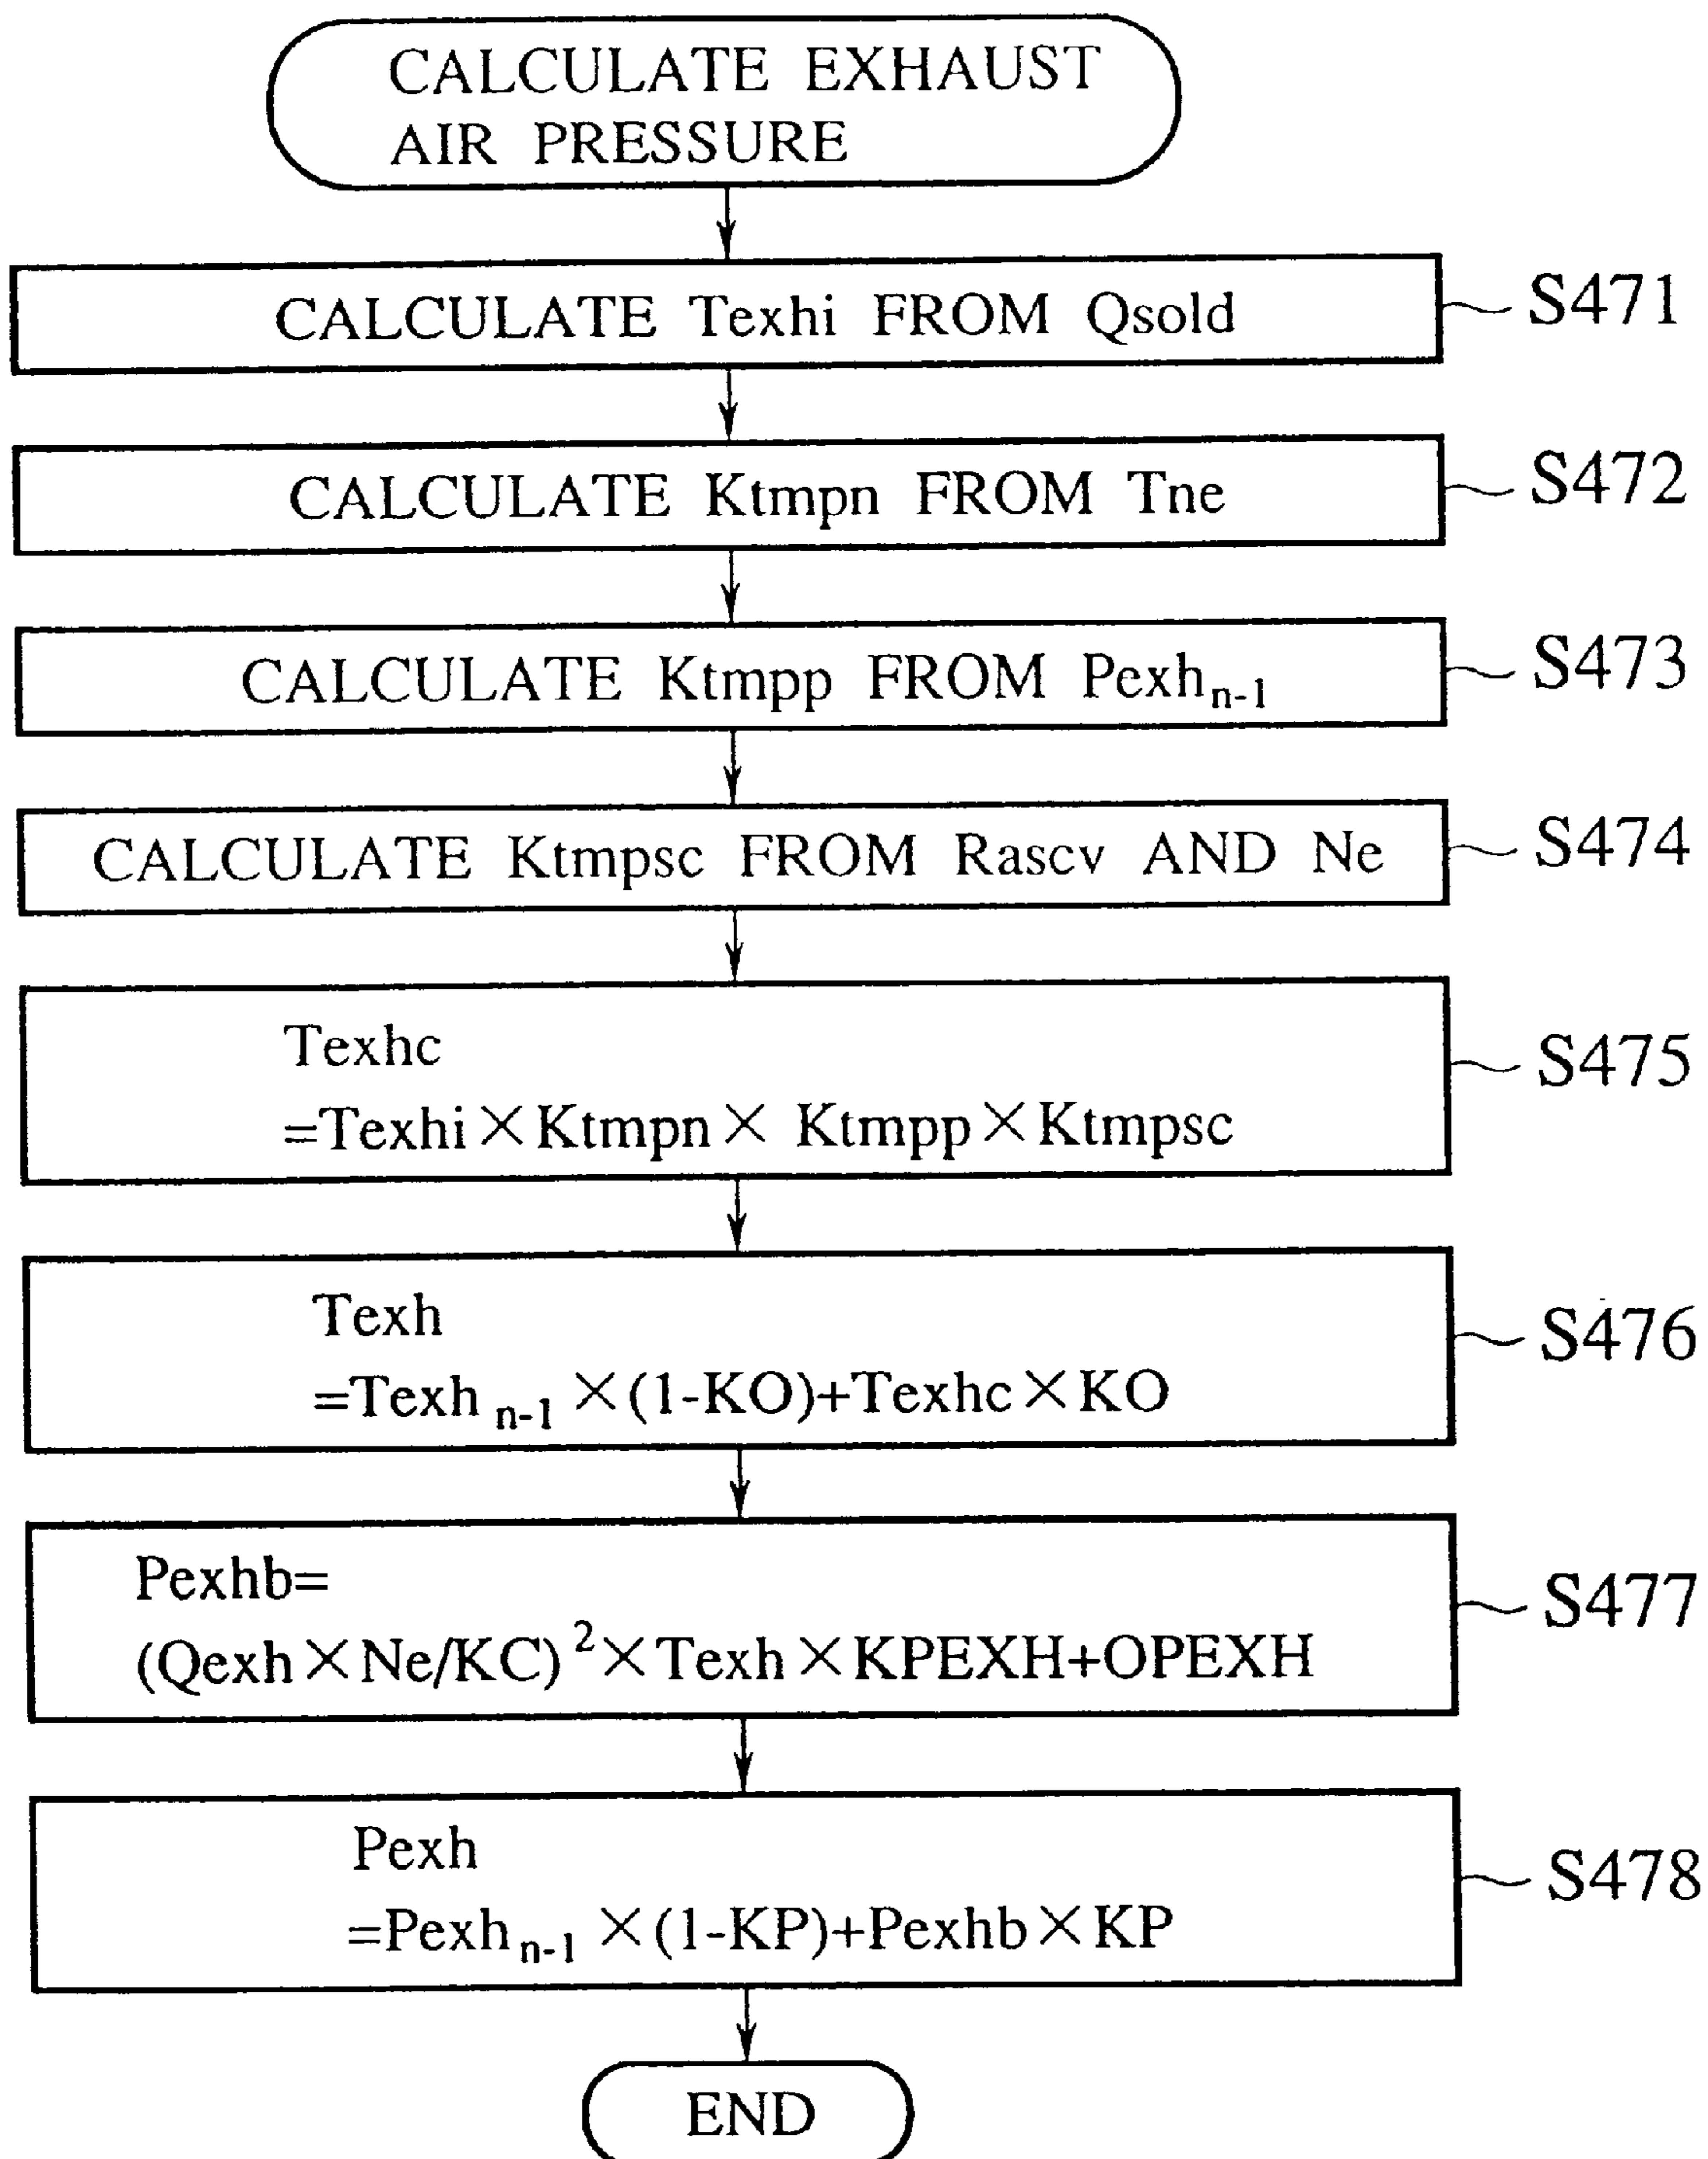 CALCULATE EXHAUST
AIR PRESSURE
CALCULATE Texhi FROM Qsold
S471
CALCULATE Ktmpn FROM Tne
S472
CALCULATE Ktmpp FROM Pexhn-1
S473
CALCULATE Ktmpsc FROM Rascv AND Ne
S474
Texhc
=Texhi×Ktmpn× Ktmpp×Ktmpsc
S475
Texh
=Texh n-1 ×(1-KO)+Texhc×KO
S476
Pexhb=
(Qexh×Ne/KC)²×Texh×KPEXH+OPEXH
S477
Pexh
=Pexhn-1 ×(1-KP)+Pexhb×KP
S478
END